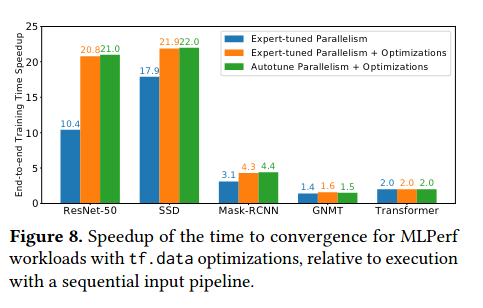 End-to-end Training Time Speedup
25
20
15
10
5
0
Expert-tuned Parallelism
Expert-tuned Parallelism + Optimizations
Autotune Parallelism + Optimizations
10.4 20.8 21.0
17.9 21.9 22.0
3.1 4.3 4.4
1.4 1.6 1.5
2.0 2.0 2.0
ResNet-50 SSD Mask-RCNN GNMT Transformer
Figure 8. Speedup of the time to convergence for MLPerf
workloads with tf.data optimizations, relative to execution
with a sequential input pipeline.